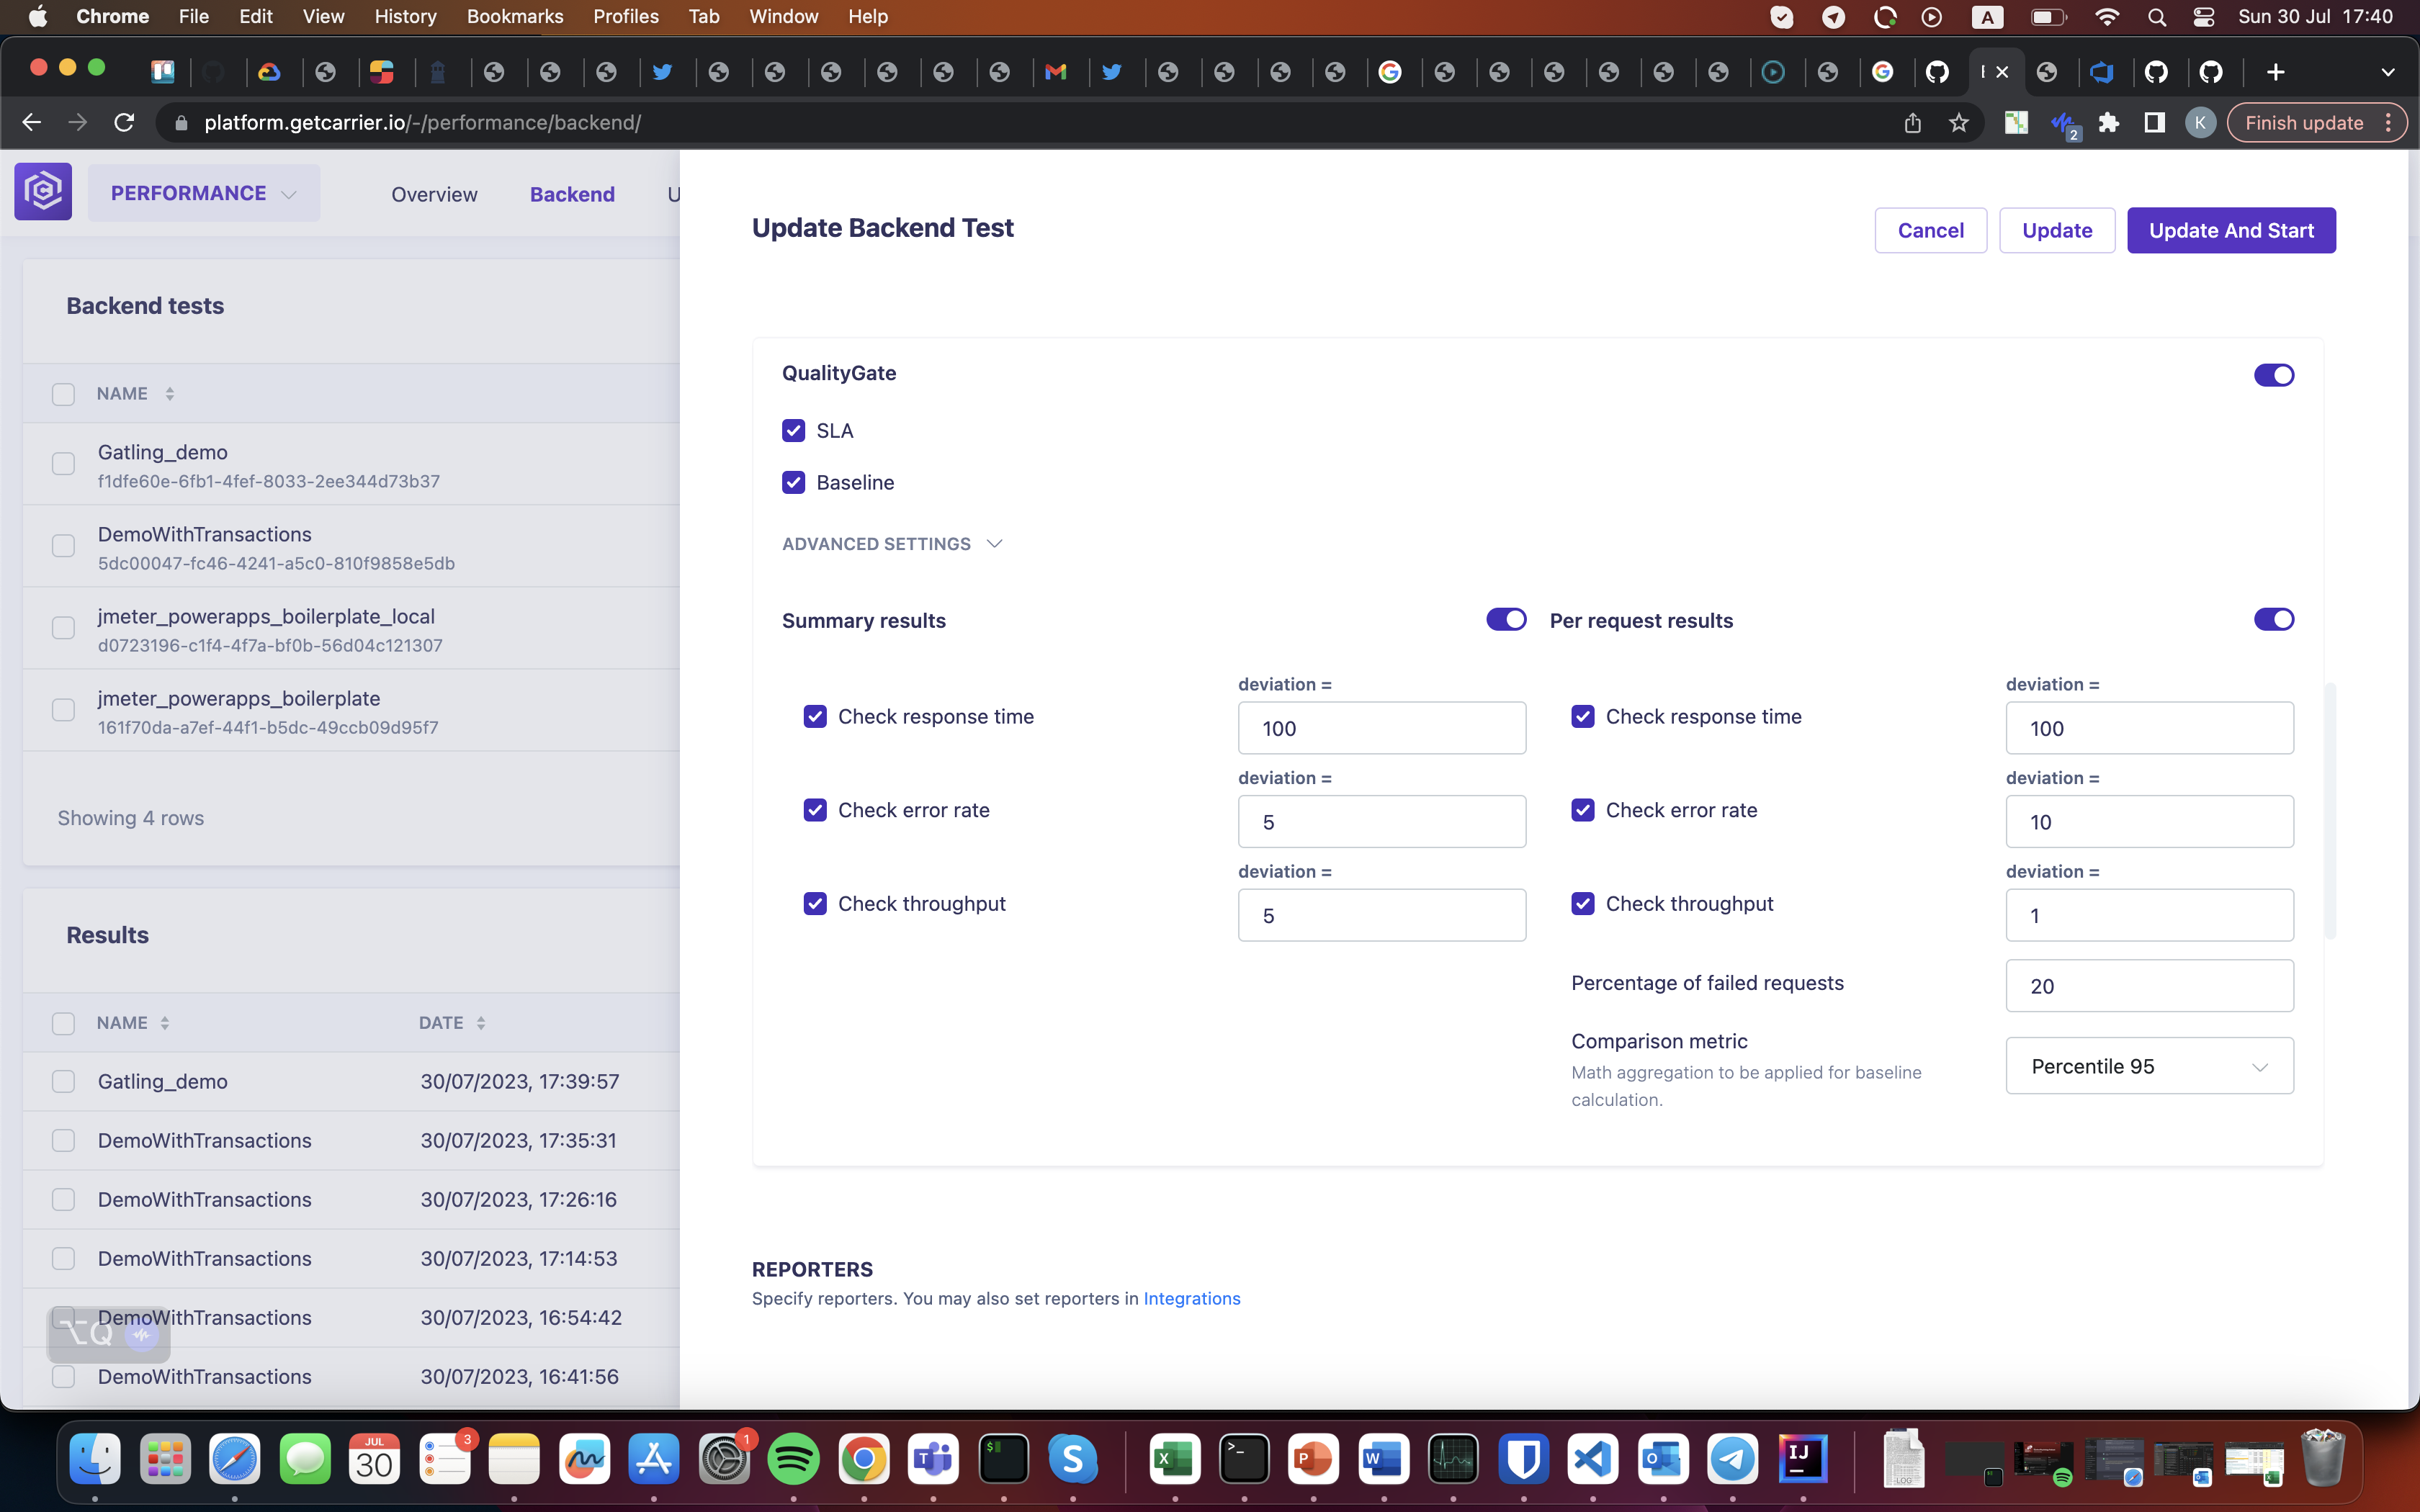 Chrome File Edit View History Bookmarks Profiles Tab Window Help A Sun 30 Jul 17:40
platform.getcarrier.io/-/performance/backend/ 2 K Finish update
PERFORMANCE Overview Backend U
Backend tests
NAME
Gatling_demo
f1dfe60e-6fb1-4fef-8033-2ee344d73b37
DemoWithTransactions
5dc00047-fc46-4241-a5c0-810f9858e5db
jmeter_powerapps_boilerplate_local
d0723196-c1f4-4f7a-bf0b-56d04c121307
jmeter_powerapps_boilerplate
161f70da-a7ef-44f1-b5dc-49ccb09d95f7
Showing 4 rows
Results
NAME DATE
Gatling_demo 30/07/2023, 17:39:57
DemoWithTransactions 30/07/2023, 17:35:31
DemoWithTransactions 30/07/2023, 17:26:16
DemoWithTransactions 30/07/2023, 17:14:53
DemoWithTransactions 30/07/2023, 16:54:42
⌥Q
DemoWithTransactions 30/07/2023, 16:41:56
Update Backend Test
Cancel Update Update And Start
QualityGate
SLA
Baseline
ADVANCED SETTINGS
Summary results
deviation =
Check response time 100
deviation =
Check error rate 5
deviation =
Check throughput 5
Per request results
deviation =
Check response time 100
deviation =
Check error rate 10
deviation =
Check throughput 1
Percentage of failed requests 20
Comparison metric
Math aggregation to be applied for baseline
calculation.
Percentile 95
REPORTERS
Specify reporters. You may also set reporters in Integrations
JUL
30
3
1
IJ
LOG